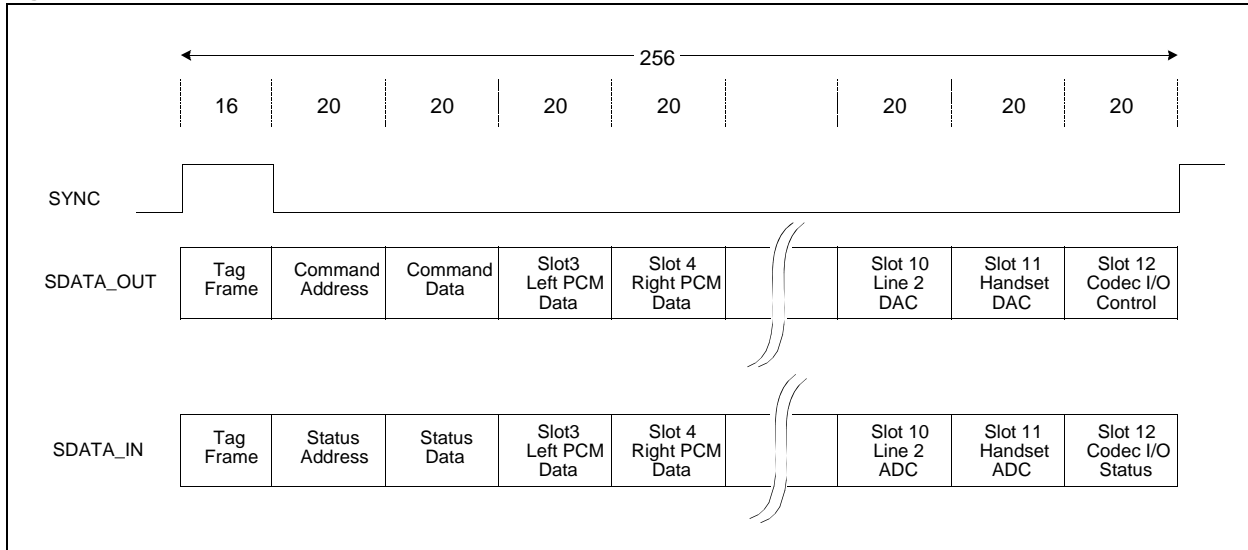 256
16 20 20 20 20 20 20 20
SYNC
SDATA_OUT
Tag
Frame
Command
Address
Command
Data
Slot3
Left PCM
Data
Slot 4
Right PCM
Data
Slot 10
Line 2
DAC
Slot 11
Handset
DAC
Slot 12
Codec I/O
Control
SDATA_IN
Tag
Frame
Status
Address
Status
Data
Slot3
Left PCM
Data
Slot 4
Right PCM
Data
Slot 10
Line 2
ADC
Slot 11
Handset
ADC
Slot 12
Codec I/O
Status